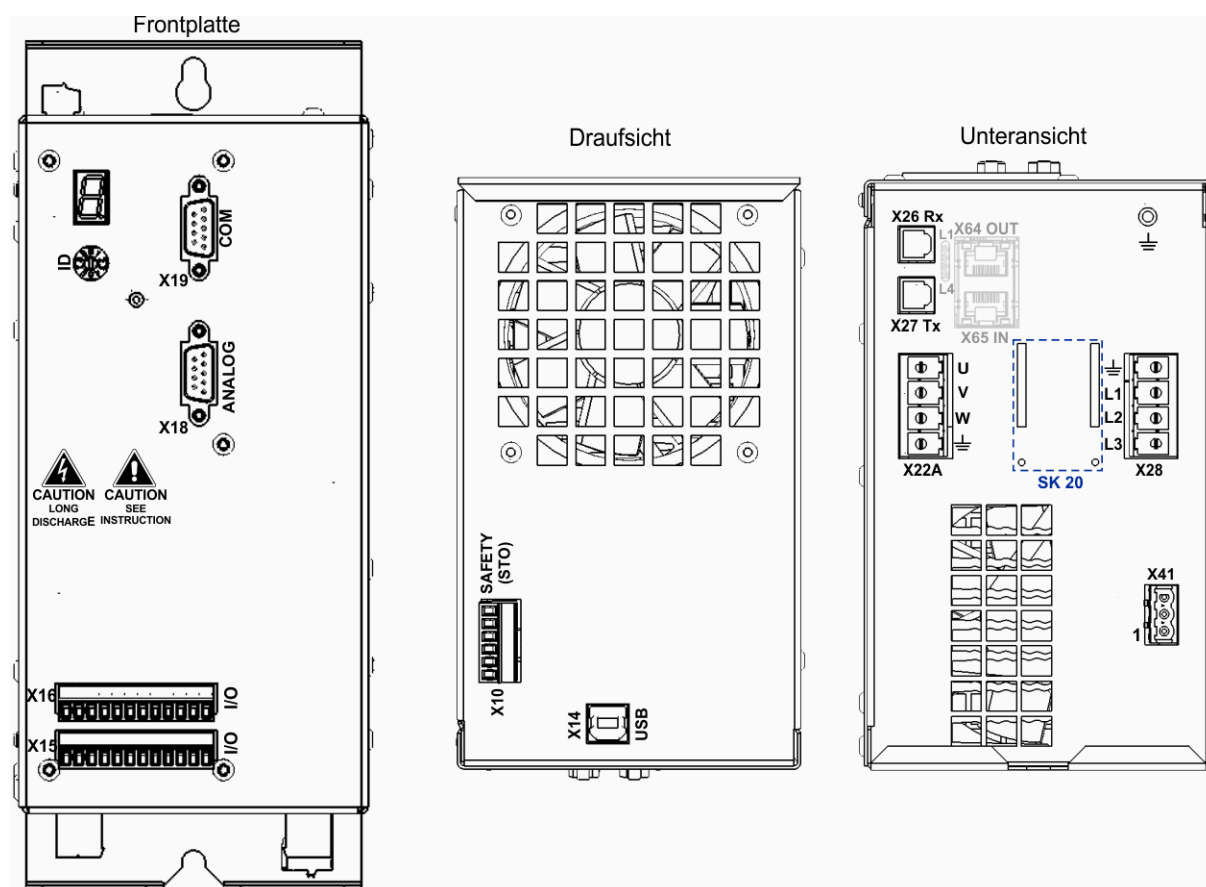 Frontplatte
ID
COM
X19
ANALOG
X18
CAUTION
LONG
DISCHARGE
CAUTION
SEE
INSTRUCTION
X16
I/O
X15
I/O
Draufsicht
SAFETY
(STO)
X10
X14
USB
Unteransicht
X26 Rx
L1
X64 OUT
L4
X27 Tx
X65 IN
U
V
W
X22A
SK 20
L1
L2
L3
X28
X41
1